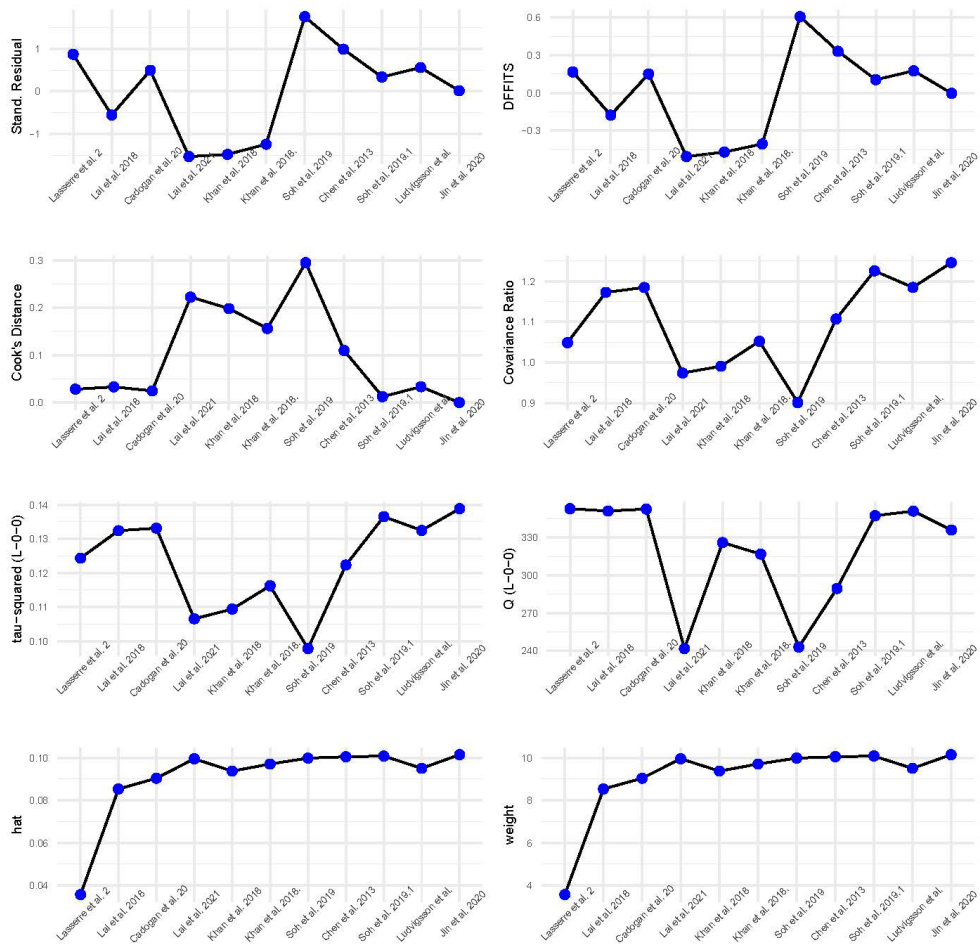 Stand. Residual
1
0
−1
Lasserre et al. 2
Lai et al. 2018
Cadogan et al. 20
Lai et al. 2021
Khan et al. 2018
Khan et al. 2018.
Soh et al. 2019
Chen et al. 2013
Soh et al. 2019.1
Ludvigsson et al.
Jin et al. 2020
DFFITS
0.6
0.3
0.0
−0.3
Lasserre et al. 2
Lai et al. 2018
Cadogan et al. 20
Lai et al. 2021
Khan et al. 2018
Khan et al. 2018.
Soh et al. 2019
Chen et al. 2013
Soh et al. 2019.1
Ludvigsson et al.
Jin et al. 2020
Cook's Distance
0.3
0.2
0.1
0.0
Lasserre et al. 2
Lai et al. 2018
Cadogan et al. 20
Lai et al. 2021
Khan et al. 2018
Khan et al. 2018.
Soh et al. 2019
Chen et al. 2013
Soh et al. 2019.1
Ludvigsson et al.
Jin et al. 2020
Covariance Ratio
1.2
1.1
1.0
0.9
Lasserre et al. 2
Lai et al. 2018
Cadogan et al. 20
Lai et al. 2021
Khan et al. 2018
Khan et al. 2018.
Soh et al. 2019
Chen et al. 2013
Soh et al. 2019.1
Ludvigsson et al.
Jin et al. 2020
tau−squared (L−0−0)
0.14
0.13
0.12
0.11
0.10
Lasserre et al. 2
Lai et al. 2018
Cadogan et al. 20
Lai et al. 2021
Khan et al. 2018
Khan et al. 2018.
Soh et al. 2019
Chen et al. 2013
Soh et al. 2019.1
Ludvigsson et al.
Jin et al. 2020
Q (L−0−0)
330
300
270
240
Lasserre et al. 2
Lai et al. 2018
Cadogan et al. 20
Lai et al. 2021
Khan et al. 2018
Khan et al. 2018.
Soh et al. 2019
Chen et al. 2013
Soh et al. 2019.1
Ludvigsson et al.
Jin et al. 2020
hat
0.10
0.08
0.06
0.04
Lasserre et al. 2
Lai et al. 2018
Cadogan et al. 20
Lai et al. 2021
Khan et al. 2018
Khan et al. 2018.
Soh et al. 2019
Chen et al. 2013
Soh et al. 2019.1
Ludvigsson et al.
Jin et al. 2020
weight
10
8
6
4
Lasserre et al. 2
Lai et al. 2018
Cadogan et al. 20
Lai et al. 2021
Khan et al. 2018
Khan et al. 2018.
Soh et al. 2019
Chen et al. 2013
Soh et al. 2019.1
Ludvigsson et al.
Jin et al. 2020